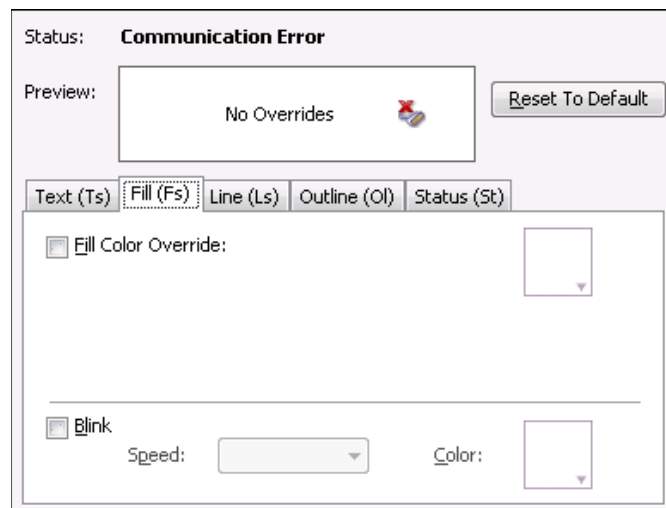 Status: Communication Error
Preview: No Overrides Reset To Default
Text (Ts) Fill (Fs) Line (Ls) Outline (Ol) Status (St)
Fill Color Override:
Blink
Speed: Color: